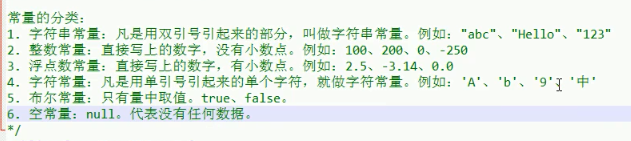 常量的分类：
1. 字符串常量：凡是用双引号引起来的部分，叫做字符串常量。例如："abc"、"Hello"、"123"
2. 整数常量：直接写上的数字，没有小数点。例如：100、200、0、-250
3. 浮点数常量：直接写上的数字，有小数点。例如：2.5、-3.14、0.0
4. 字符常量：凡是用单引号引起来的单个字符，就做字符常量。例如：'A'、'b'、'9'、'中'
5. 布尔常量：只有量中取值。true、false。
6. 空常量：null。代表没有任何数据。
*/